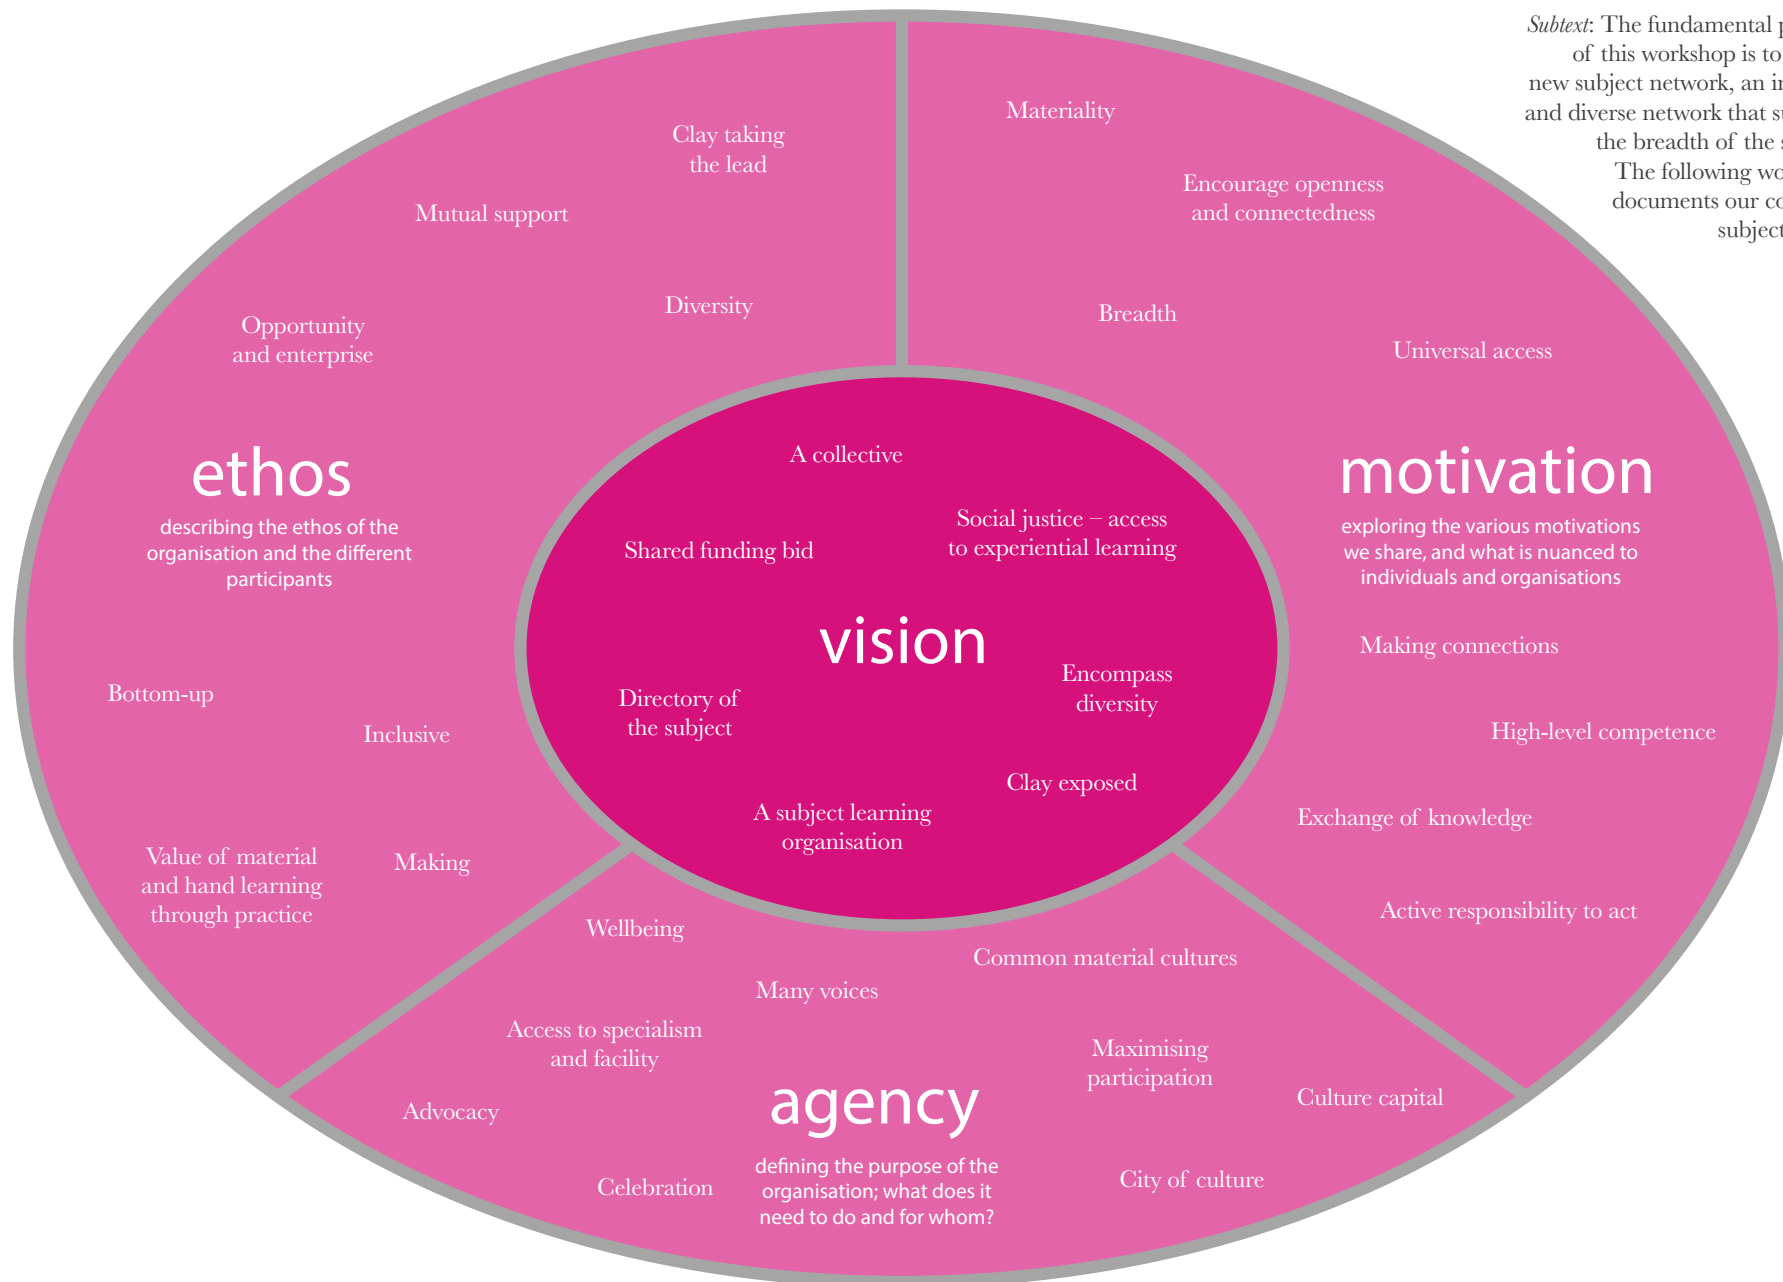 Subtext: The fundamental
of this workshop is to
new subject network, an
and diverse network that
the breadth of the
The following
documents our
subject
Clay taking
the lead
Mutual support
Diversity
Opportunity
and enterprise
ethos
describing the ethos of the
organisation and the different
participants
Bottom-up
Inclusive
Value of material
and hand learning
through practice
Making
Materiality
Encourage openness
and connectedness
Breadth
Universal access
motivation
exploring the various motivations
we share, and what is nuanced to
individuals and organisations
Making connections
High-level competence
Exchange of knowledge
Active responsibility to act
A collective
Social justice – access
to experiential learning
Shared funding bid
vision
Encompass
diversity
Directory of
the subject
Clay exposed
A subject learning
organisation
Wellbeing
Common material cultures
Many voices
Access to specialism
and facility
Maximising
participation
Advocacy
agency
Culture capital
defining the purpose of the
organisation; what does it
need to do and for whom?
Celebration
City of culture